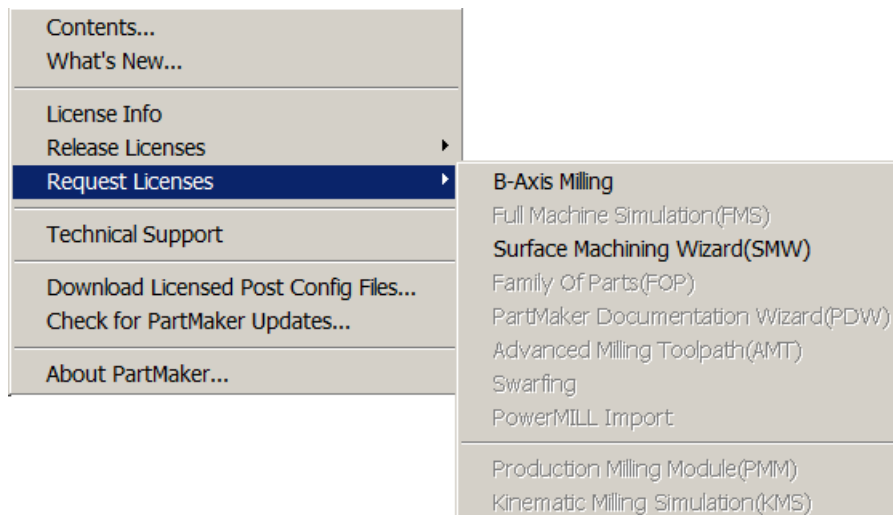 Contents...
What's New...
License Info
Release Licenses
Request Licenses
Technical Support
Download Licensed Post Config Files...
Check for PartMaker Updates...
About PartMaker...
B-Axis Milling
Full Machine Simulation(FMS)
Surface Machining Wizard(SMW)
Family Of Parts(FOP)
PartMaker Documentation Wizard(PDW)
Advanced Milling Toolpath(AMT)
Swarfing
PowerMILL Import
Production Milling Module(PMM)
Kinematic Milling Simulation(KMS)